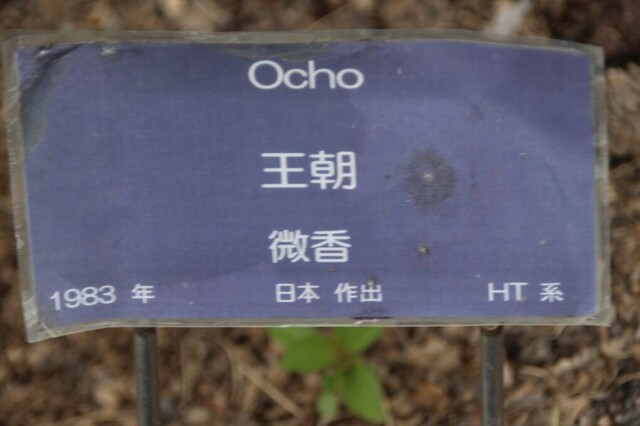 Ocho
王朝
微香
1983 年 日本 作出 HT 系